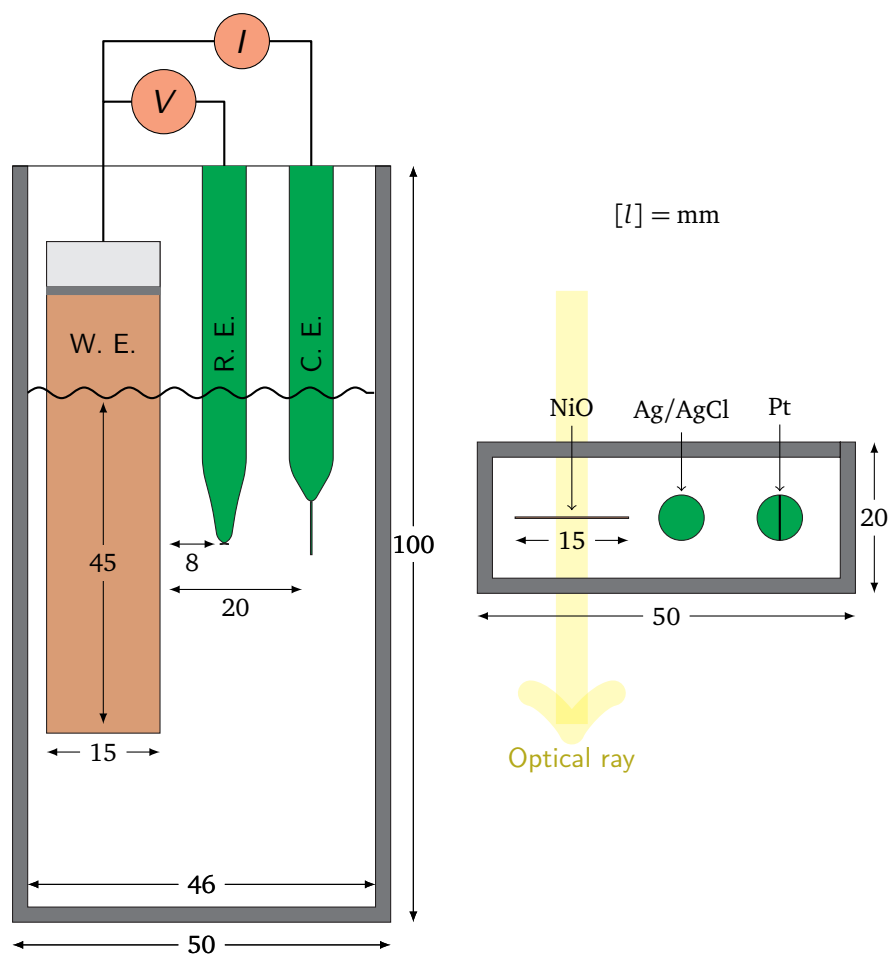 I
V
[l] = mm
W. E.
R. E.
C. E.
NiO
Ag/AgCl
Pt
15
20
50
45
8
20
100
15
Optical ray
46
50